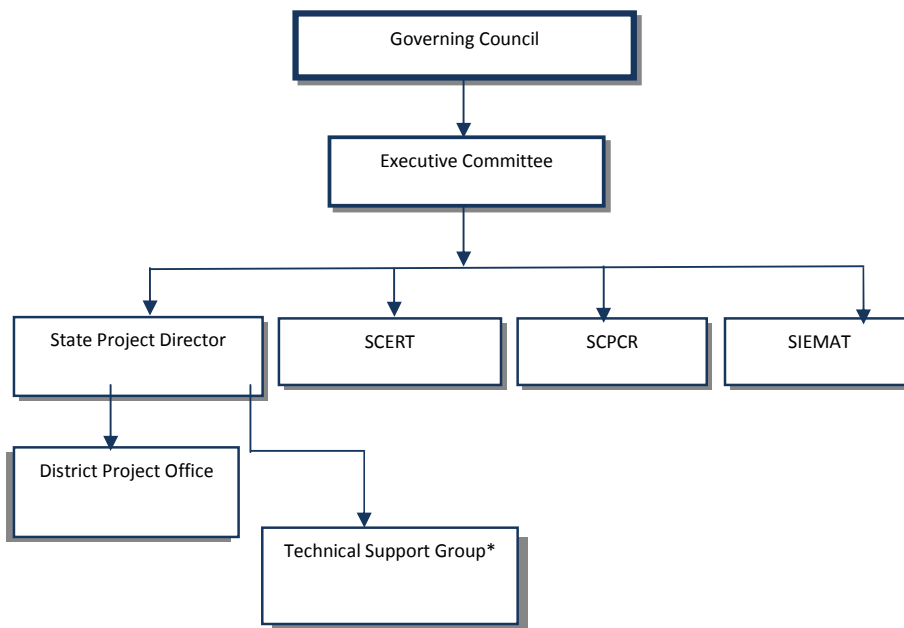 Governing Council
Executive Committee
State Project Director
SCERT
SCPCR
SIEMAT
District Project Office
Technical Support Group*